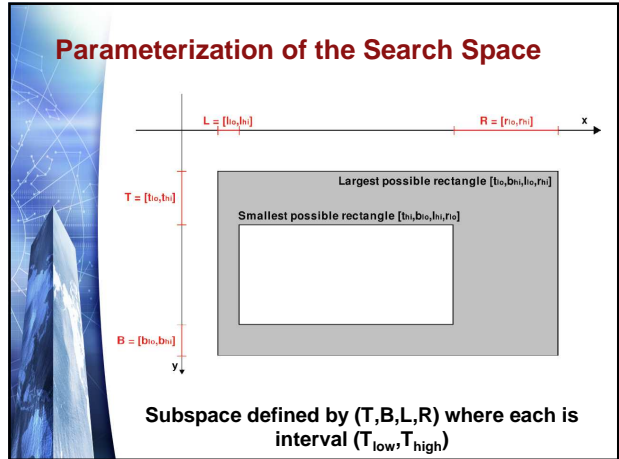 Parameterization of the Search Space
L = [llo,lhi]
R = [rlo,rhi]
x
Largest possible rectangle [tlo,bhi,llo,rhi]
T = [tlo,thi]
Smallest possible rectangle [thi,blo,lhi,rlo]
B = [blo,bhi]
y
Subspace defined by (T,B,L,R) where each is
interval (Tlow,Thigh)